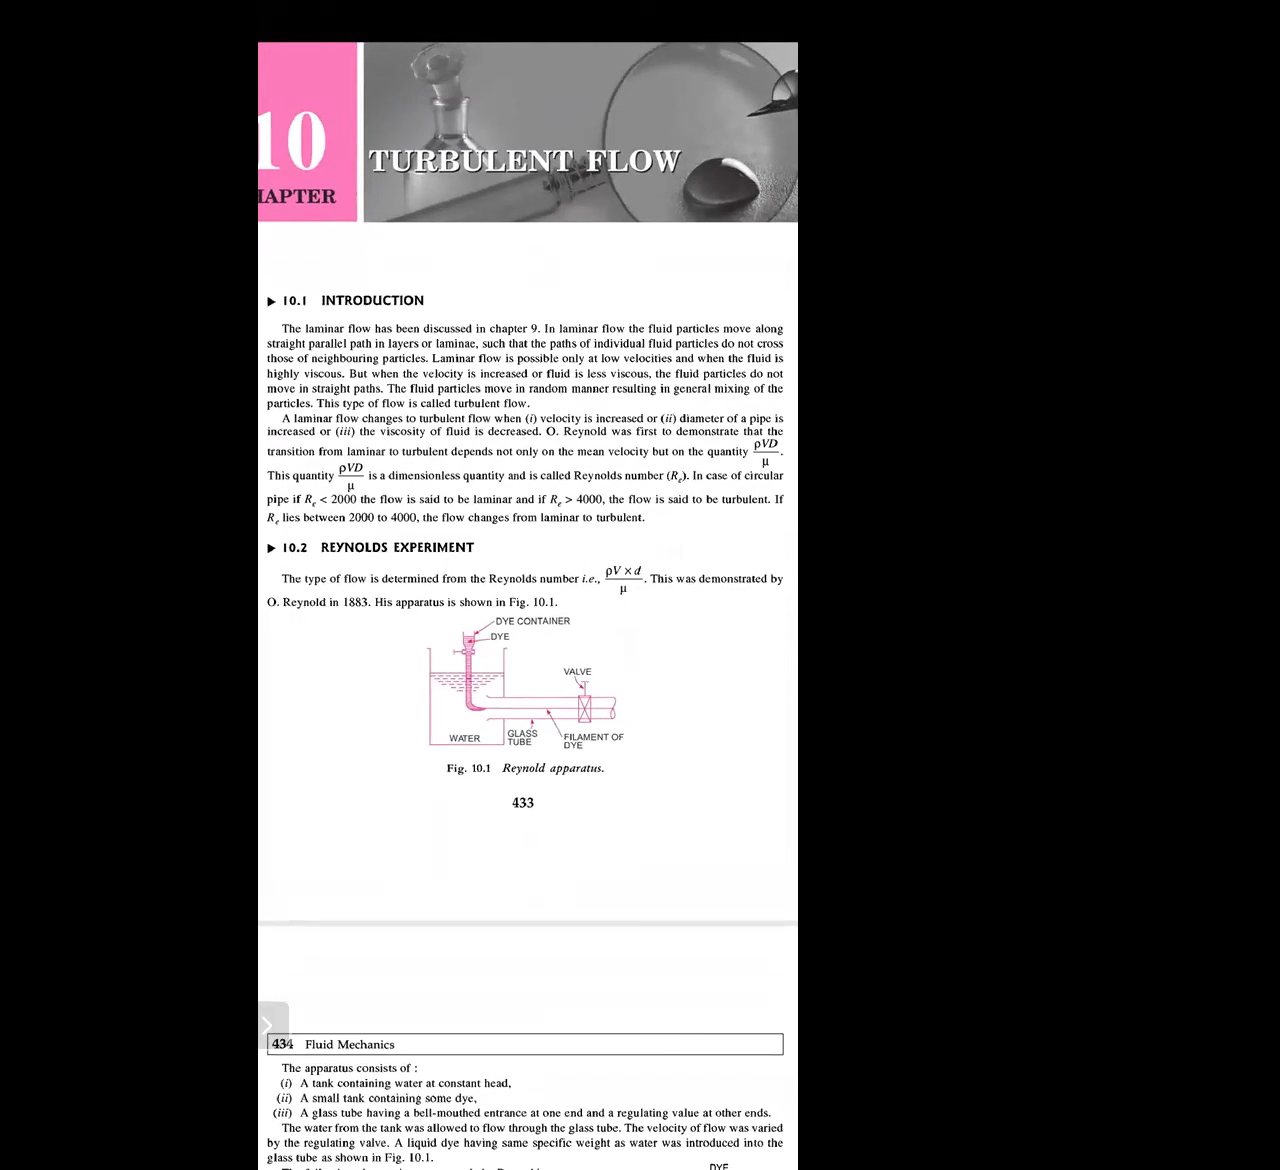 10
HAPTER
TURBULENT FLOW
▶ 10.1 INTRODUCTION
The laminar flow has been discussed in chapter 9. In laminar flow the fluid particles move along
straight parallel path in layers or laminae, such that the paths of individual fluid particles do not cross
those of neighbouring particles. Laminar flow is possible only at low velocities and when the fluid is
highly viscous. But when the velocity is increased or fluid is less viscous, the fluid particles do not
move in straight paths. The fluid particles move in random manner resulting in general mixing of the
particles. This type of flow is called turbulent flow.
A laminar flow changes to turbulent flow when (i) velocity is increased or (ii) diameter of a pipe is
increased or (iii) the viscosity of fluid is decreased. O. Reynold was first to demonstrate that the
transition from laminar to turbulent depends not only on the mean velocity but on the quantity ρVD/μ.
This quantity ρVD/μ is a dimensionless quantity and is called Reynolds number (Re). In case of circular
pipe if Re < 2000 the flow is said to be laminar and if Re > 4000, the flow is said to be turbulent. If
Re lies between 2000 to 4000, the flow changes from laminar to turbulent.
▶ 10.2 REYNOLDS EXPERIMENT
The type of flow is determined from the Reynolds number i.e., ρV × d/μ. This was demonstrated by
O. Reynold in 1883. His apparatus is shown in Fig. 10.1.
DYE CONTAINER
DYE
VALVE
WATER
GLASS
TUBE
FILAMENT OF
DYE
Fig. 10.1 Reynold apparatus.
433
434 Fluid Mechanics
The apparatus consists of :
(i) A tank containing water at constant head,
(ii) A small tank containing some dye,
(iii) A glass tube having a bell-mouthed entrance at one end and a regulating value at other ends.
The water from the tank was allowed to flow through the glass tube. The velocity of flow was varied
by the regulating valve. A liquid dye having same specific weight as water was introduced into the
glass tube as shown in Fig. 10.1.
DYE